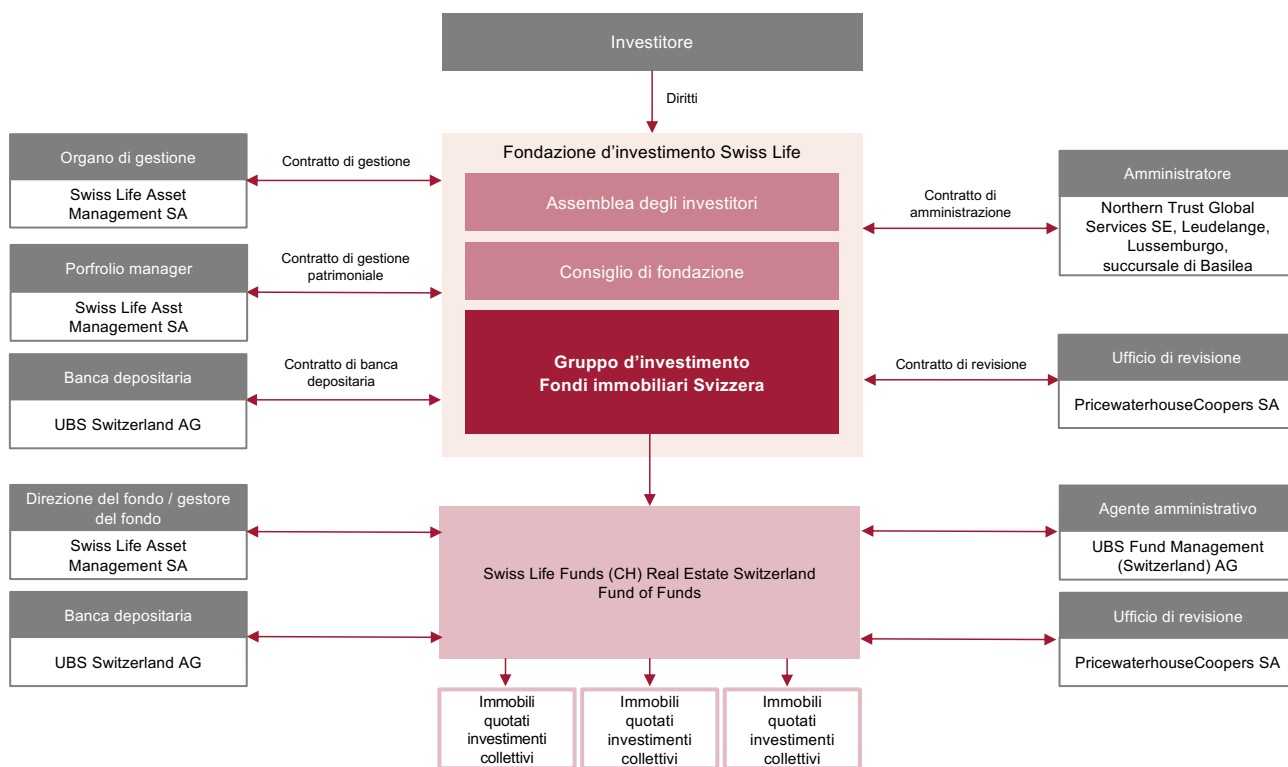 Investitore
Diritti
Fondazione d'investimento Swiss Life
Assemblea degli investitori
Consiglio di fondazione
Gruppo d'investimento
Fondi immobiliari Svizzera
Organo di gestione
Swiss Life Asset
Management SA
Contratto di gestione
Porfrolio manager
Swiss Life Asst
Management SA
Contratto di gestione
patrimoniale
Banca depositaria
UBS Switzerland AG
Contratto di banca
depositaria
Contratto di
amministrazione
Amministratore
Northern Trust Global
Services SE, Leudelange,
Lussemburgo,
succursale di Basilea
Contratto di revisione
Ufficio di revisione
PricewaterhouseCoopers SA
Direzione del fondo / gestore
del fondo
Swiss Life Asset
Management SA
Banca depositaria
UBS Switzerland AG
Swiss Life Funds (CH) Real Estate Switzerland
Fund of Funds
Agente amministrativo
UBS Fund Management
(Switzerland) AG
Ufficio di revisione
PricewaterhouseCoopers SA
Immobili
quotati
investimenti
collettivi
Immobili
quotati
investimenti
collettivi
Immobili
quotati
investimenti
collettivi